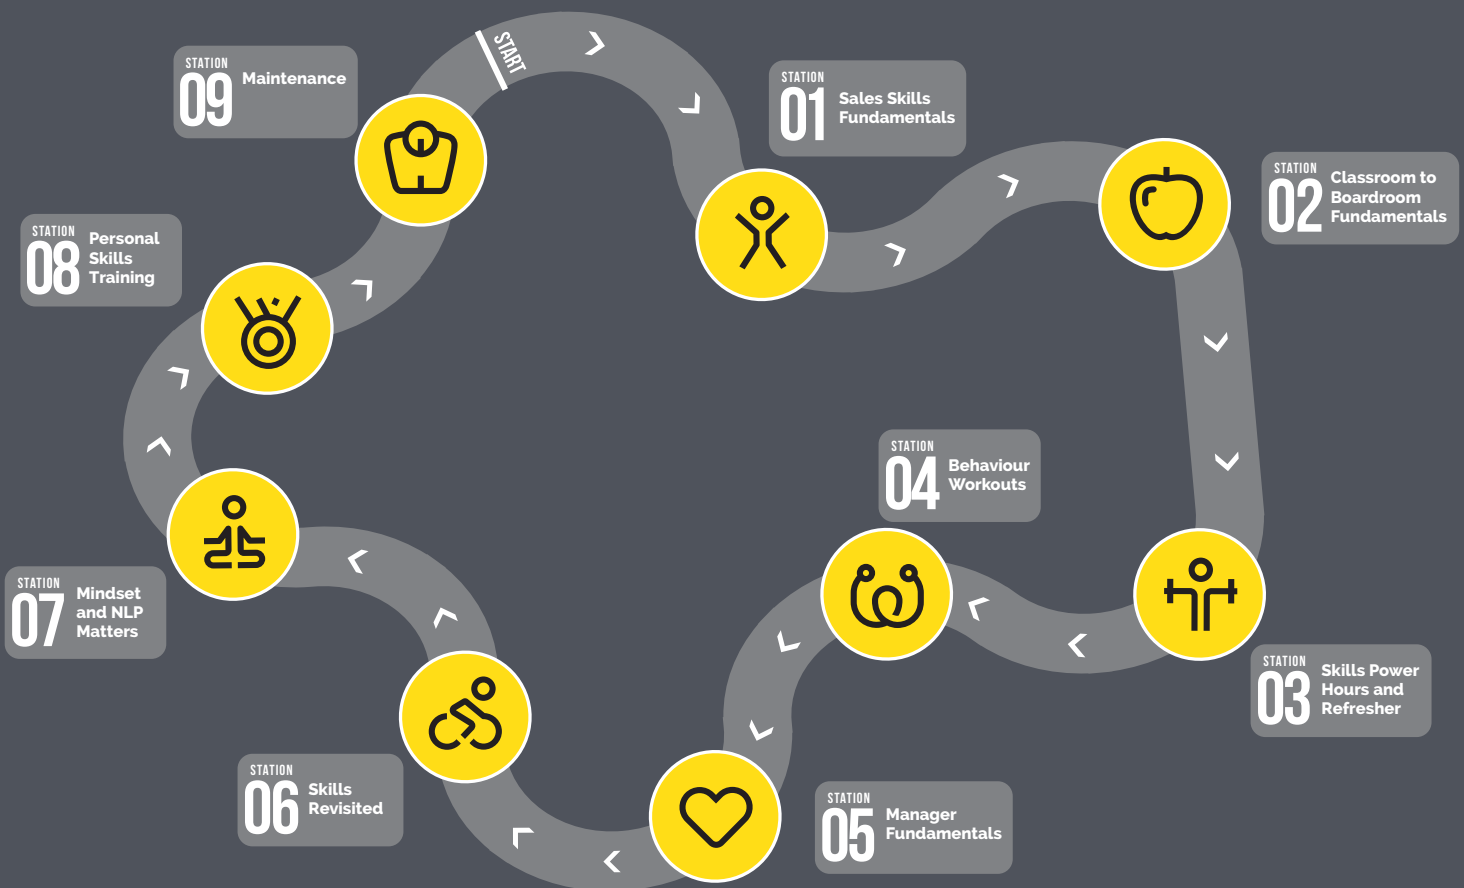 START
STATION
01
Sales Skills
Fundamentals
STATION
02
Classroom to
Boardroom
Fundamentals
STATION
03
Skills Power
Hours and
Refresher
STATION
04
Behaviour
Workouts
STATION
05
Manager
Fundamentals
STATION
06
Skills
Revisited
STATION
07
Mindset
and NLP
Matters
STATION
08
Personal
Skills
Training
STATION
09
Maintenance